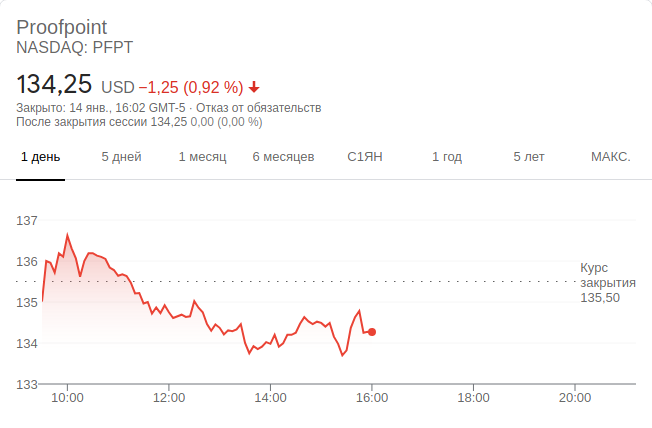 Proofpoint
NASDAQ: PFPT
134,25 USD −1,25 (0,92 %)
Закрыто: 14 янв., 16:02 GMT-5 · Отказ от обязательств
После закрытия сессии 134,25 0,00 (0,00 %)
1 день 5 дней 1 месяц 6 месяцев С1ЯН 1 год 5 лет МАКС.
137
136
Курс
закрытия
135,50
135
134
133
10:00 12:00 14:00 16:00 18:00 20:00